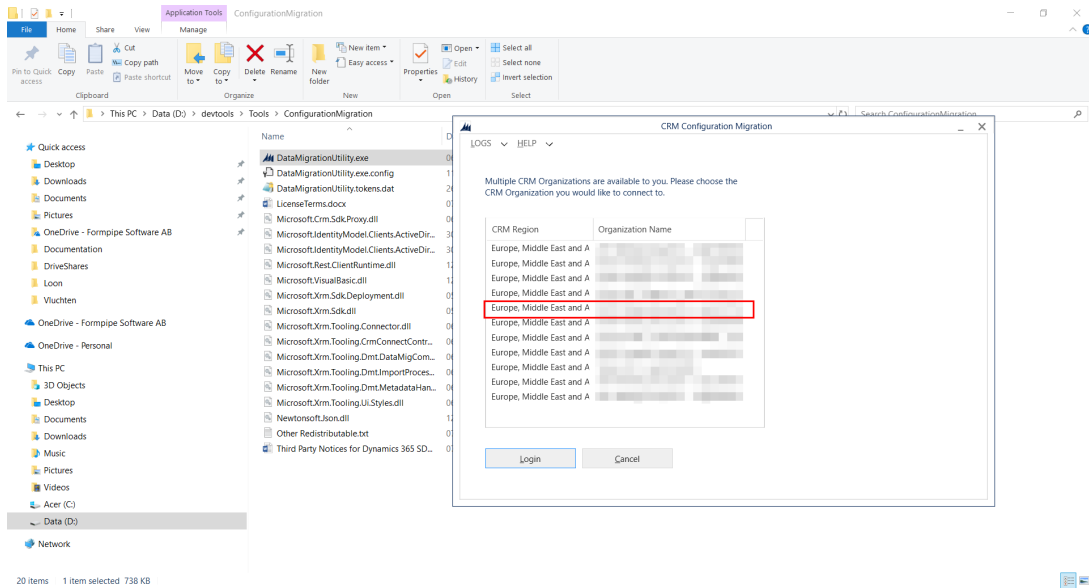 Application Tools ConfigurationMigration
File Home Share View Manage
Pin to Quick access
Copy
Paste
Cut
Copy path
Paste shortcut
Clipboard
Move to
Copy to
Delete
Rename
Organize
New folder
New item
Easy access
New
Properties
Open
Edit
History
Open
Select all
Select none
Invert selection
Select
This PC > Data (D:) > devtools > Tools > ConfigurationMigration
Search ConfigurationMigration
Quick access
Desktop
Downloads
Documents
Pictures
OneDrive - Formpipe Software AB
Documentation
DriveShares
Loon
Vluchten
OneDrive - Formpipe Software AB
OneDrive - Personal
This PC
3D Objects
Desktop
Documents
Downloads
Music
Pictures
Videos
Acer (C:)
Data (D:)
Network
Name
DataMigrationUtility.exe
DataMigrationUtility.exe.config
DataMigrationUtility.tokens.dat
LicenseTerms.docx
Microsoft.Crm.Sdk.Proxy.dll
Microsoft.IdentityModel.Clients.ActiveDir...
Microsoft.IdentityModel.Clients.ActiveDir...
Microsoft.Rest.ClientRuntime.dll
Microsoft.VisualBasic.dll
Microsoft.Xrm.Sdk.Deployment.dll
Microsoft.Xrm.Sdk.dll
Microsoft.Xrm.Tooling.Connector.dll
Microsoft.Xrm.Tooling.CrmConnectContr...
Microsoft.Xrm.Tooling.Dmt.DataMigCom...
Microsoft.Xrm.Tooling.Dmt.ImportProces...
Microsoft.Xrm.Tooling.Dmt.MetadataHan...
Microsoft.Xrm.Tooling.Ui.Styles.dll
Newtonsoft.Json.dll
Other Redistributable.txt
Third Party Notices for Dynamics 365 SD...
CRM Configuration Migration
LOGS HELP
Multiple CRM Organizations are available to you. Please choose the
CRM Organization you would like to connect to.
CRM Region Organization Name
Europe, Middle East and A
Europe, Middle East and A
Europe, Middle East and A
Europe, Middle East and A
Europe, Middle East and A
Europe, Middle East and A
Europe, Middle East and A
Europe, Middle East and A
Europe, Middle East and A
Europe, Middle East and A
Europe, Middle East and A
Login Cancel
20 items 1 item selected 738 KB